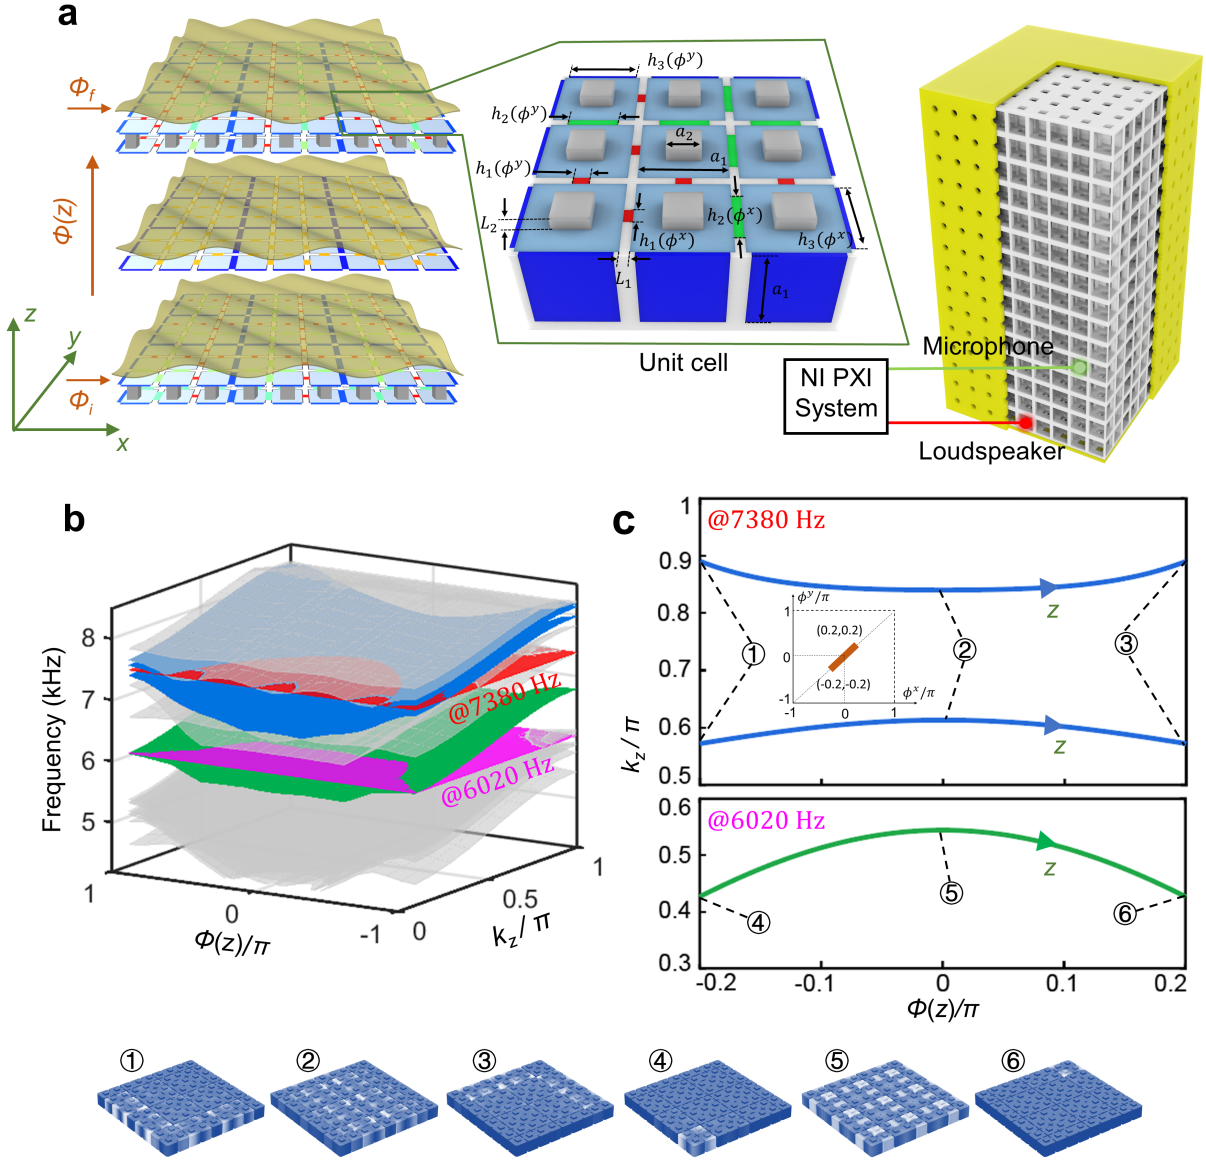 a
Φf
Φ(z)
Φi
z
y
x
h₃(ϕʸ)
h₂(ϕʸ)
a₂
a₁
h₁(ϕʸ)
L₂
h₂(ϕˣ)
h₁(ϕˣ)
h₃(ϕˣ)
L₁
a₁
Unit cell
Microphone
NI PXI
System
Loudspeaker
b
Frequency (kHz)
8
7
6
5
@7380 Hz
@6020 Hz
1
0
-1
Φ(z)/π
0
0.5
1
k_z / π
c
@7380 Hz
1
0.9
0.8
0.7
0.6
0.5
k_z / π
z
z
ϕʸ/π
1
0
-1
(0.2,0.2)
(-0.2,-0.2)
ϕˣ/π
-1
0
1
①
②
③
@6020 Hz
0.6
0.5
0.4
0.3
z
④
⑤
⑥
-0.2
-0.1
0
0.1
0.2
Φ(z)/π
①
②
③
④
⑤
⑥